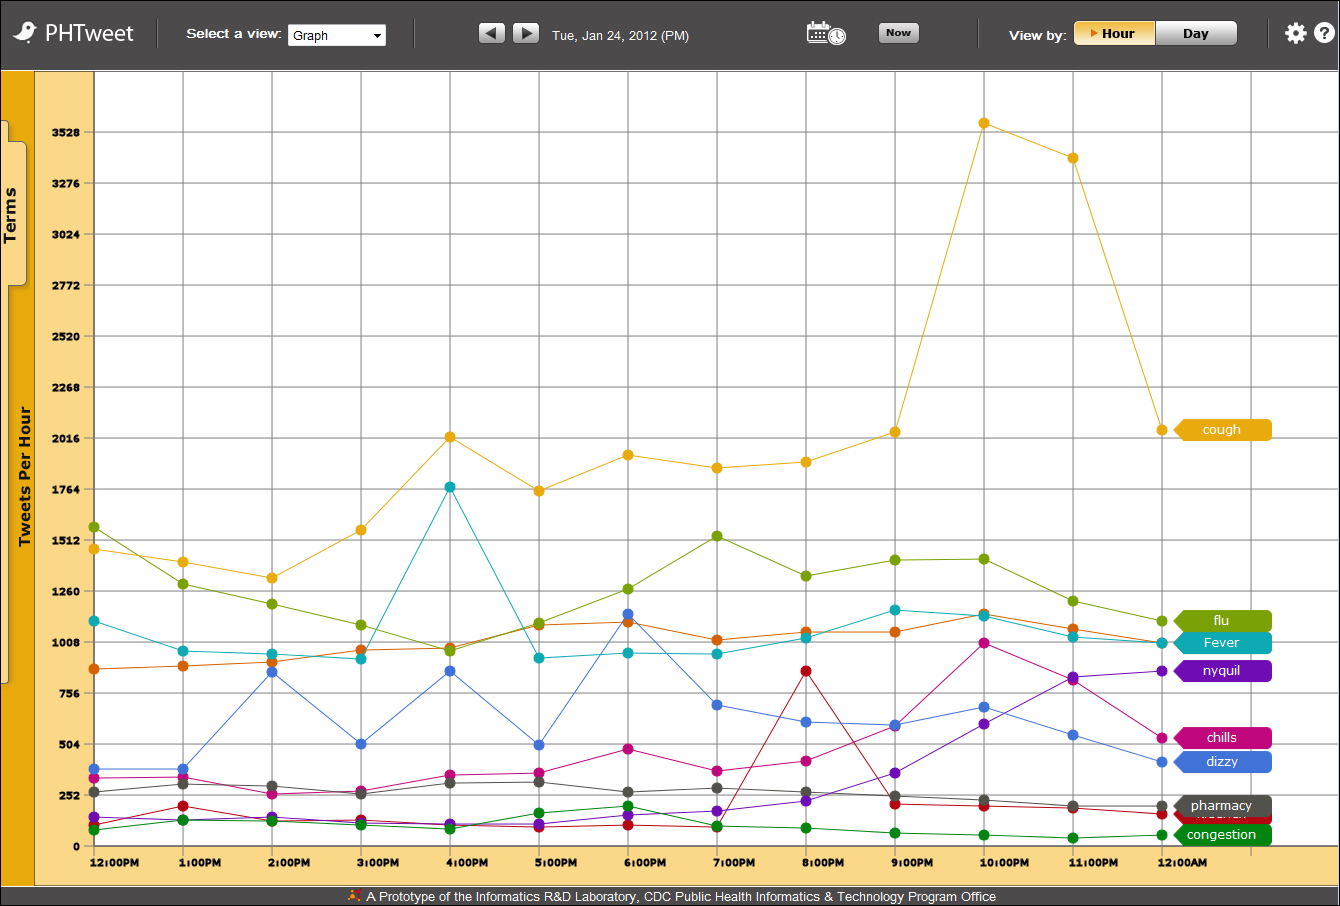 PHTweet
Select a view: Graph
Tue, Jan 24, 2012 (PM)
Now
View by: Hour Day
?
Terms
Tweets Per Hour
3528
3276
3024
2772
2520
2268
2016
1764
1512
1260
1008
756
504
252
0
cough
flu
Fever
nyquil
chills
dizzy
pharmacy
congestion
12:00PM 1:00PM 2:00PM 3:00PM 4:00PM 5:00PM 6:00PM 7:00PM 8:00PM 9:00PM 10:00PM 11:00PM 12:00AM
A Prototype of the Informatics R&D Laboratory, CDC Public Health Informatics & Technology Program Office